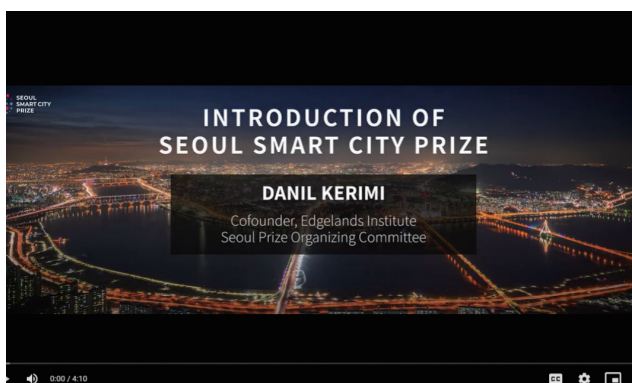 SEOUL
SMART CITY
PRIZE
INTRODUCTION OF
SEOUL SMART CITY PRIZE
DANIL KERIMI
Cofounder, Edgelands Institute
Seoul Prize Organizing Committee
0:00 / 4:10
CC